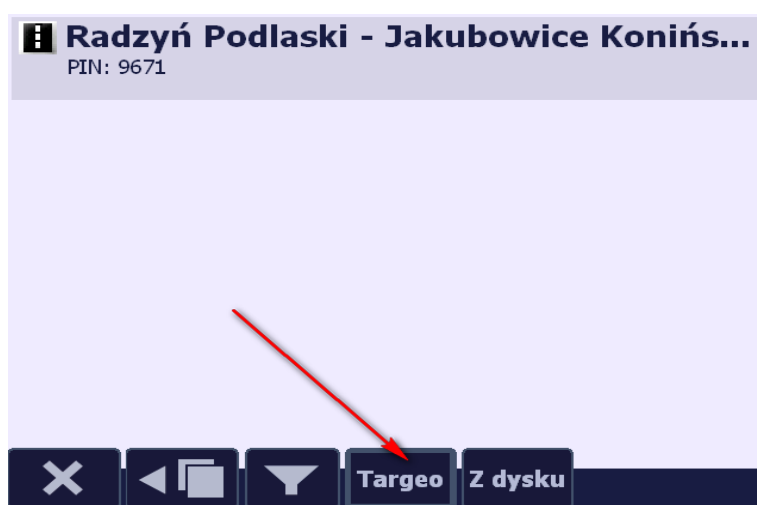 Radzyń Podlaski - Jakubowice Konińs...
PIN: 9671
Targeo
Z dysku